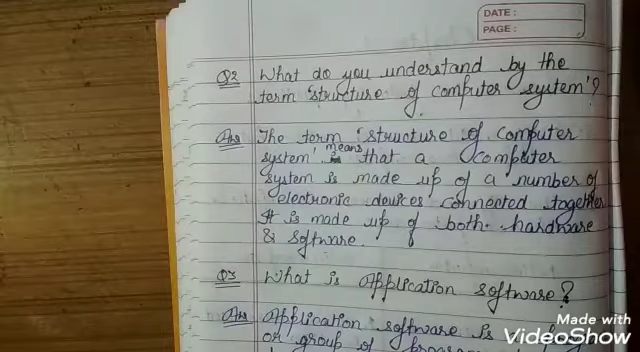 DATE :
PAGE :
Q2 What do you understand by the
term 'structure of computer system'?
Ans The term 'structure of computer
system' means that a computer
system is made up of a number of
electronic devices connected together
It is made up of both hardware
& software.
Q3 What is Application software?
Ans Application software is a
or group of
Made with
VideoShow